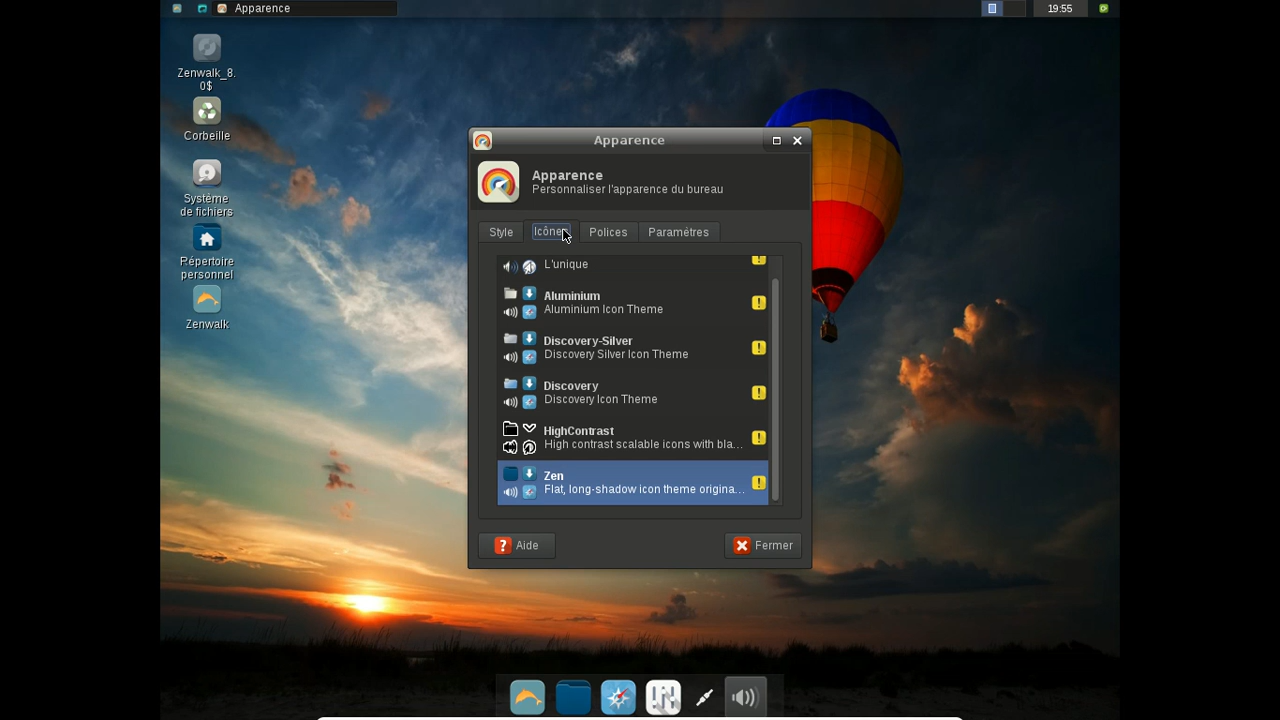 Apparence
19:55
Zenwalk_8.
0$
Corbeille
Système
de fichiers
Répertoire
personnel
Zenwalk
Apparence
Apparence
Personnaliser l'apparence du bureau
Style
Icônes
Polices
Paramètres
L'unique
Aluminium
Aluminium Icon Theme
Discovery-Silver
Discovery Silver Icon Theme
Discovery
Discovery Icon Theme
HighContrast
High contrast scalable icons with bla...
Zen
Flat, long-shadow icon theme origina...
Aide
Fermer